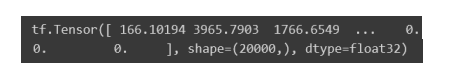 tf.Tensor([ 166.10194 3965.7903  1766.6549  ...    0.
0.         0.     ], shape=(20000,), dtype=float32)